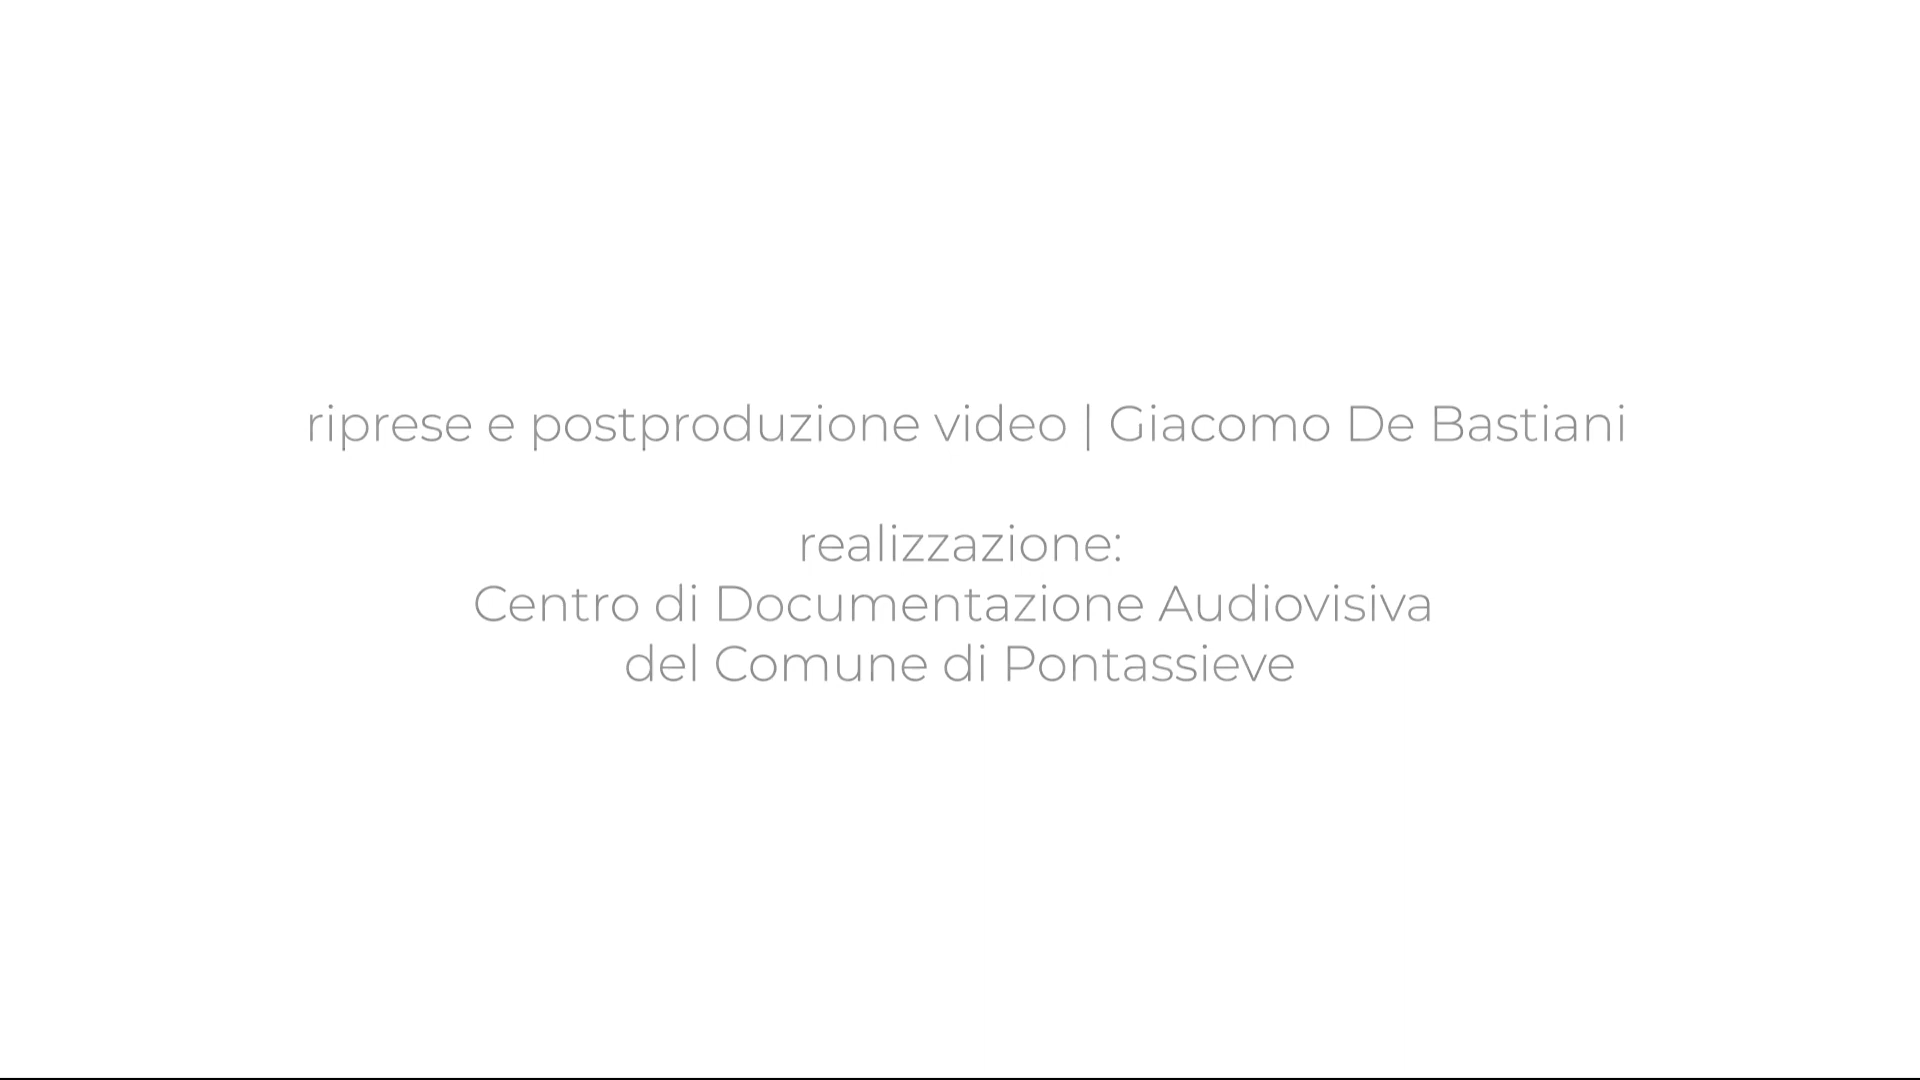 riprese e postproduzione video | Giacomo De Bastiani
realizzazione:
Centro di Documentazione Audiovisiva
del Comune di Pontassieve